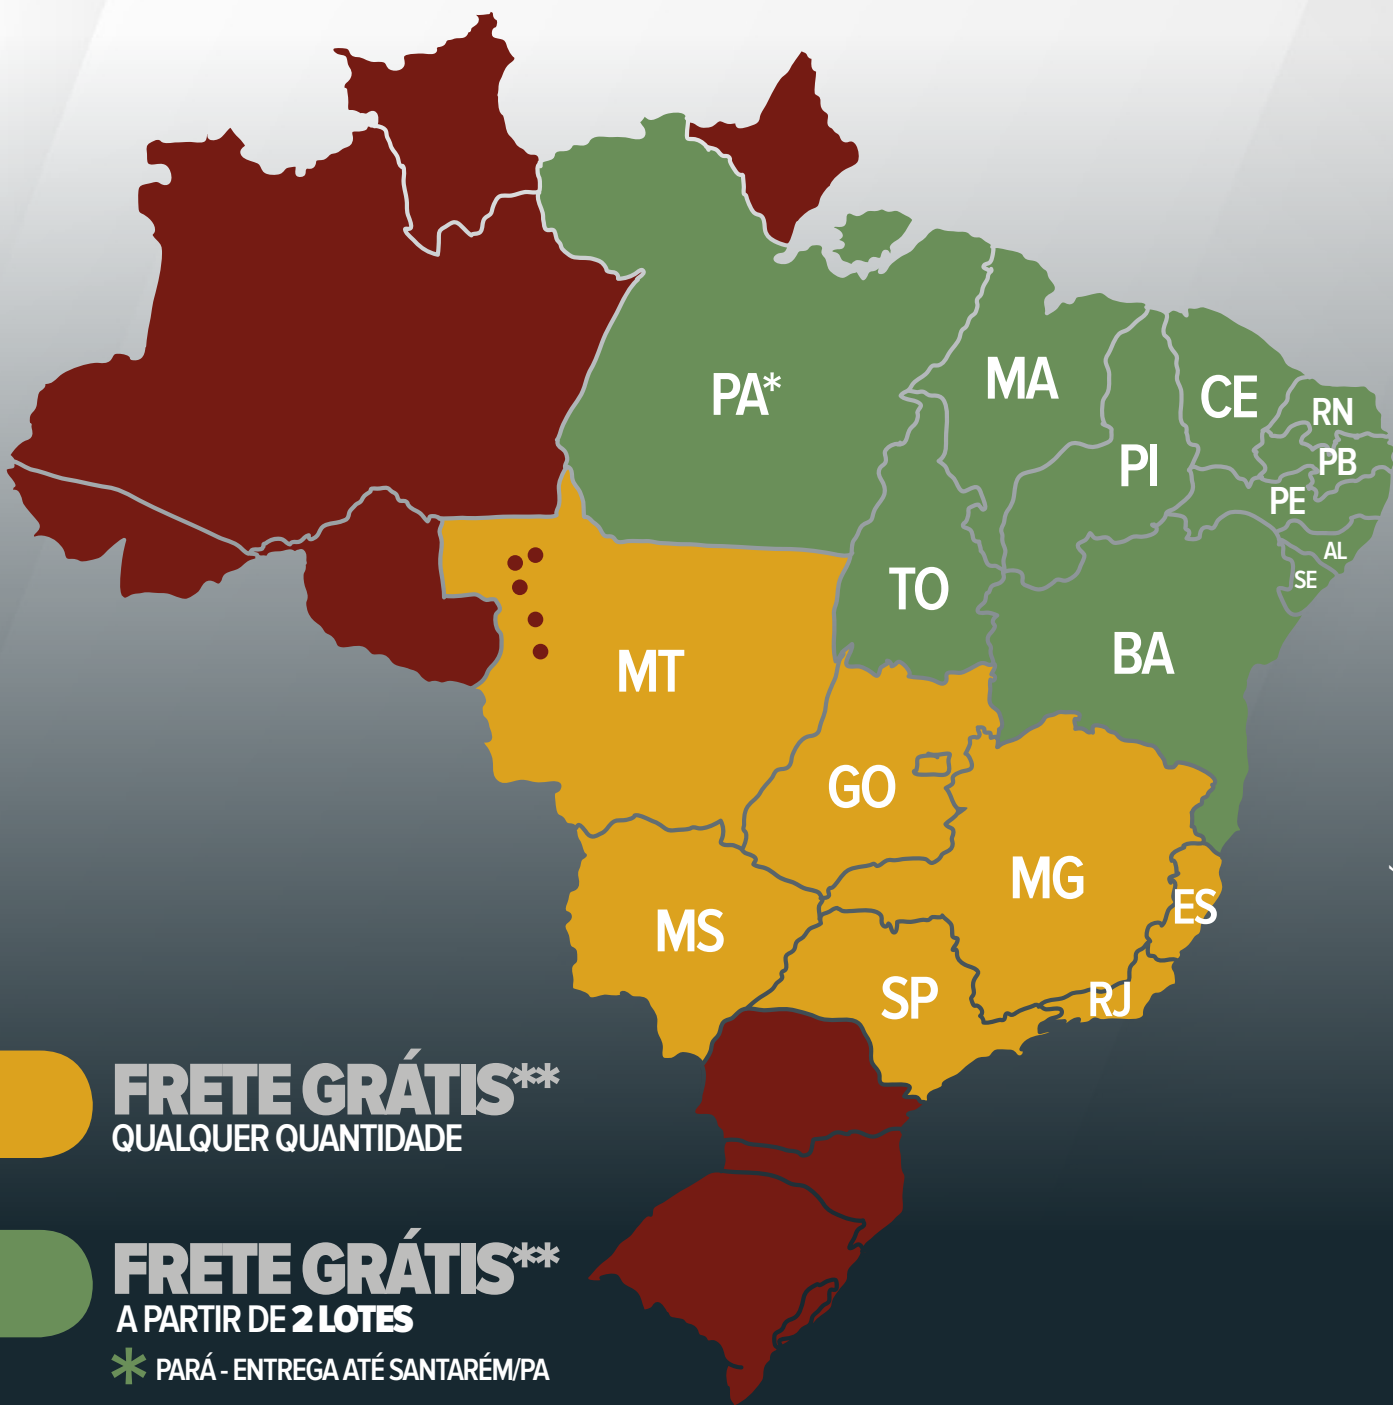 PA*
MA
CE
RN
PI
PB
PE
AL
SE
TO
BA
MT
GO
MG
ES
MS
SP
RJ
FRETE GRÁTIS**
QUALQUER QUANTIDADE
FRETE GRÁTIS**
A PARTIR DE 2 LOTES
* PARÁ - ENTREGA ATÉ SANTARÉM/PA